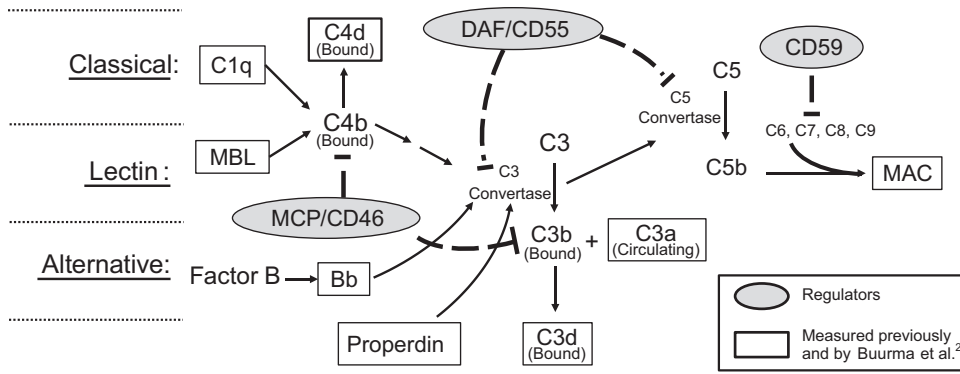 Classical:
Lectin :
Alternative:
C1q
MBL
C4d
(Bound)
C4b
(Bound)
MCP/CD46
Factor B
Bb
Properdin
DAF/CD55
C3
Convertase
C3
C3b
(Bound)
+
C3a
(Circulating)
C3d
(Bound)
C5
Convertase
C5
C5b
CD59
C6, C7, C8, C9
MAC
Regulators
Measured previously
and by Buurma et al.²